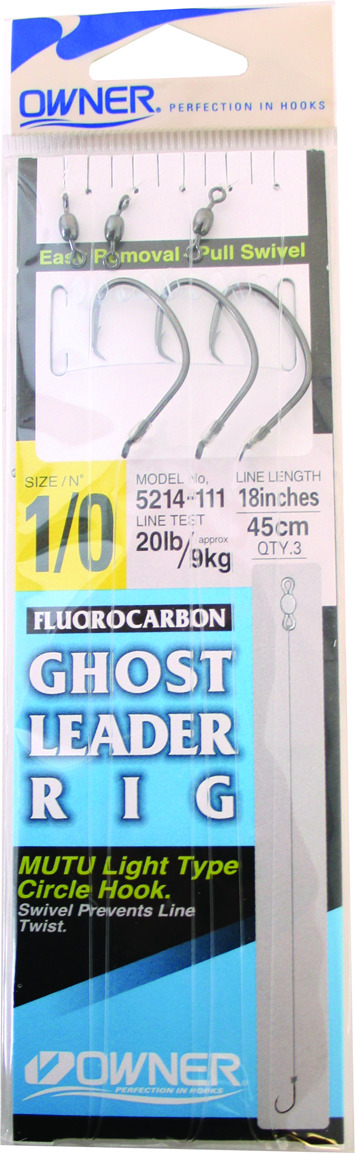 OWNER®
PERFECTION IN HOOKS
Easy Removal - Pull Swivel
SIZE/N°
1/0
MODEL No,
5214-111
LINE TEST
20lb/approx 9kg
LINE LENGTH
18inches
45cm
QTY.3
FLUOROCARBON
GHOST
LEADER
RIG
MUTU Light Type
Circle Hook.
Swivel Prevents Line
Twist.
OWNER®
PERFECTION IN HOOKS